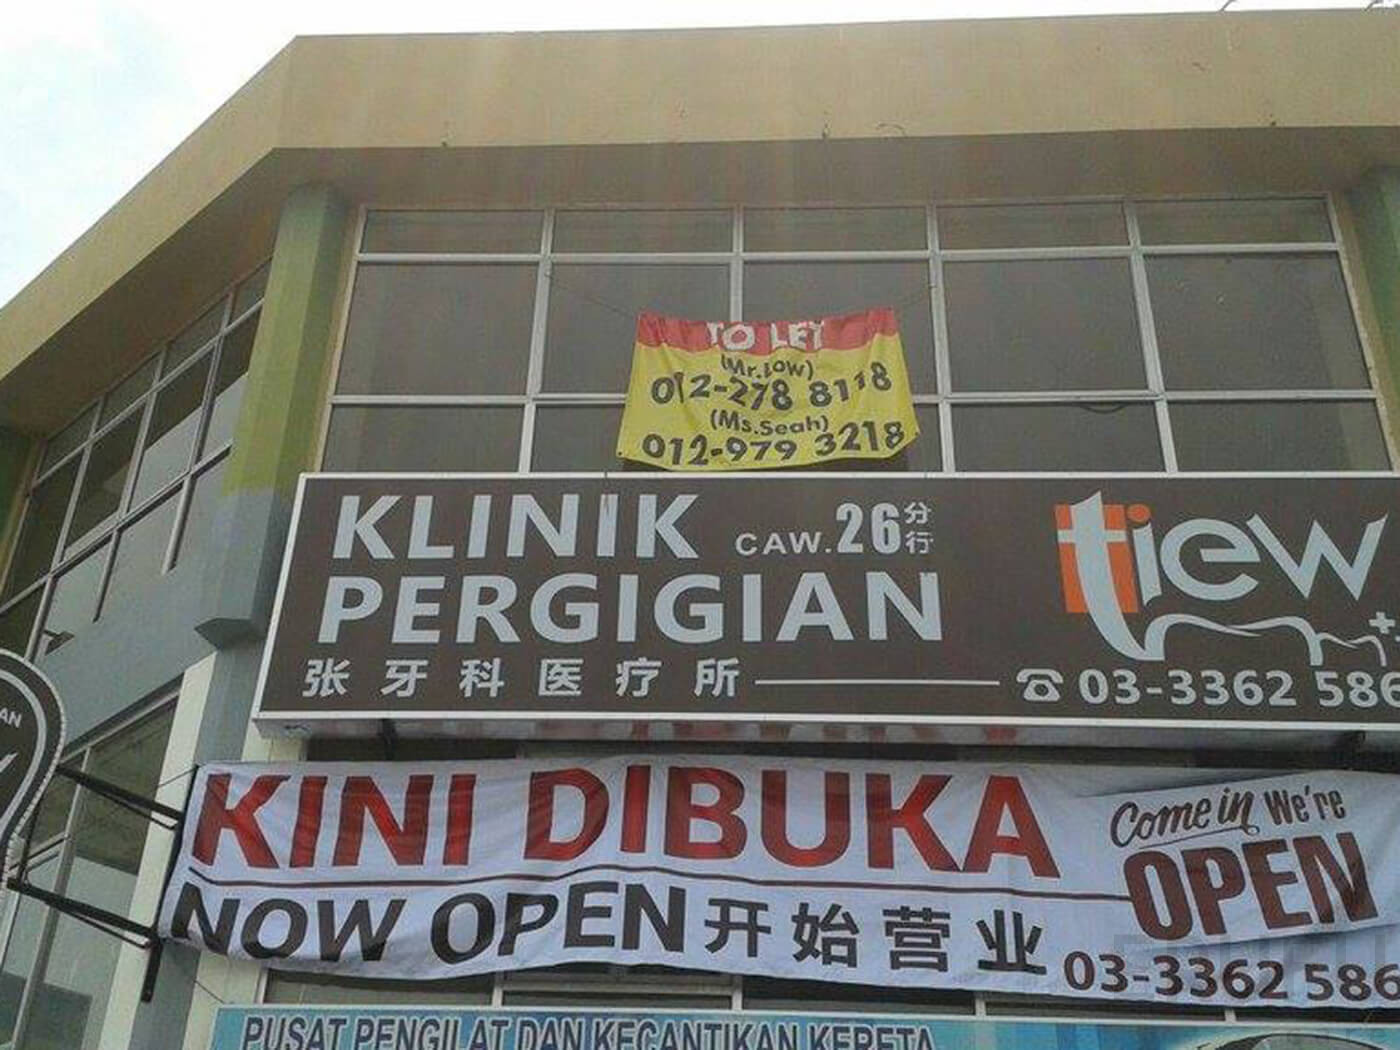 TO LET
(Mr.Low)
012-278 8118
(Ms.Seah)
012-979 3218
KLINIK CAW.26 分行
PERGIGIAN
张牙科医疗所
tiew
☎03-3362 586
KINI DIBUKA
NOW OPEN 开始营业
Come in We're
OPEN
03-3362 586
PUSAT PENGILAT DAN KECANTIKAN KERETA